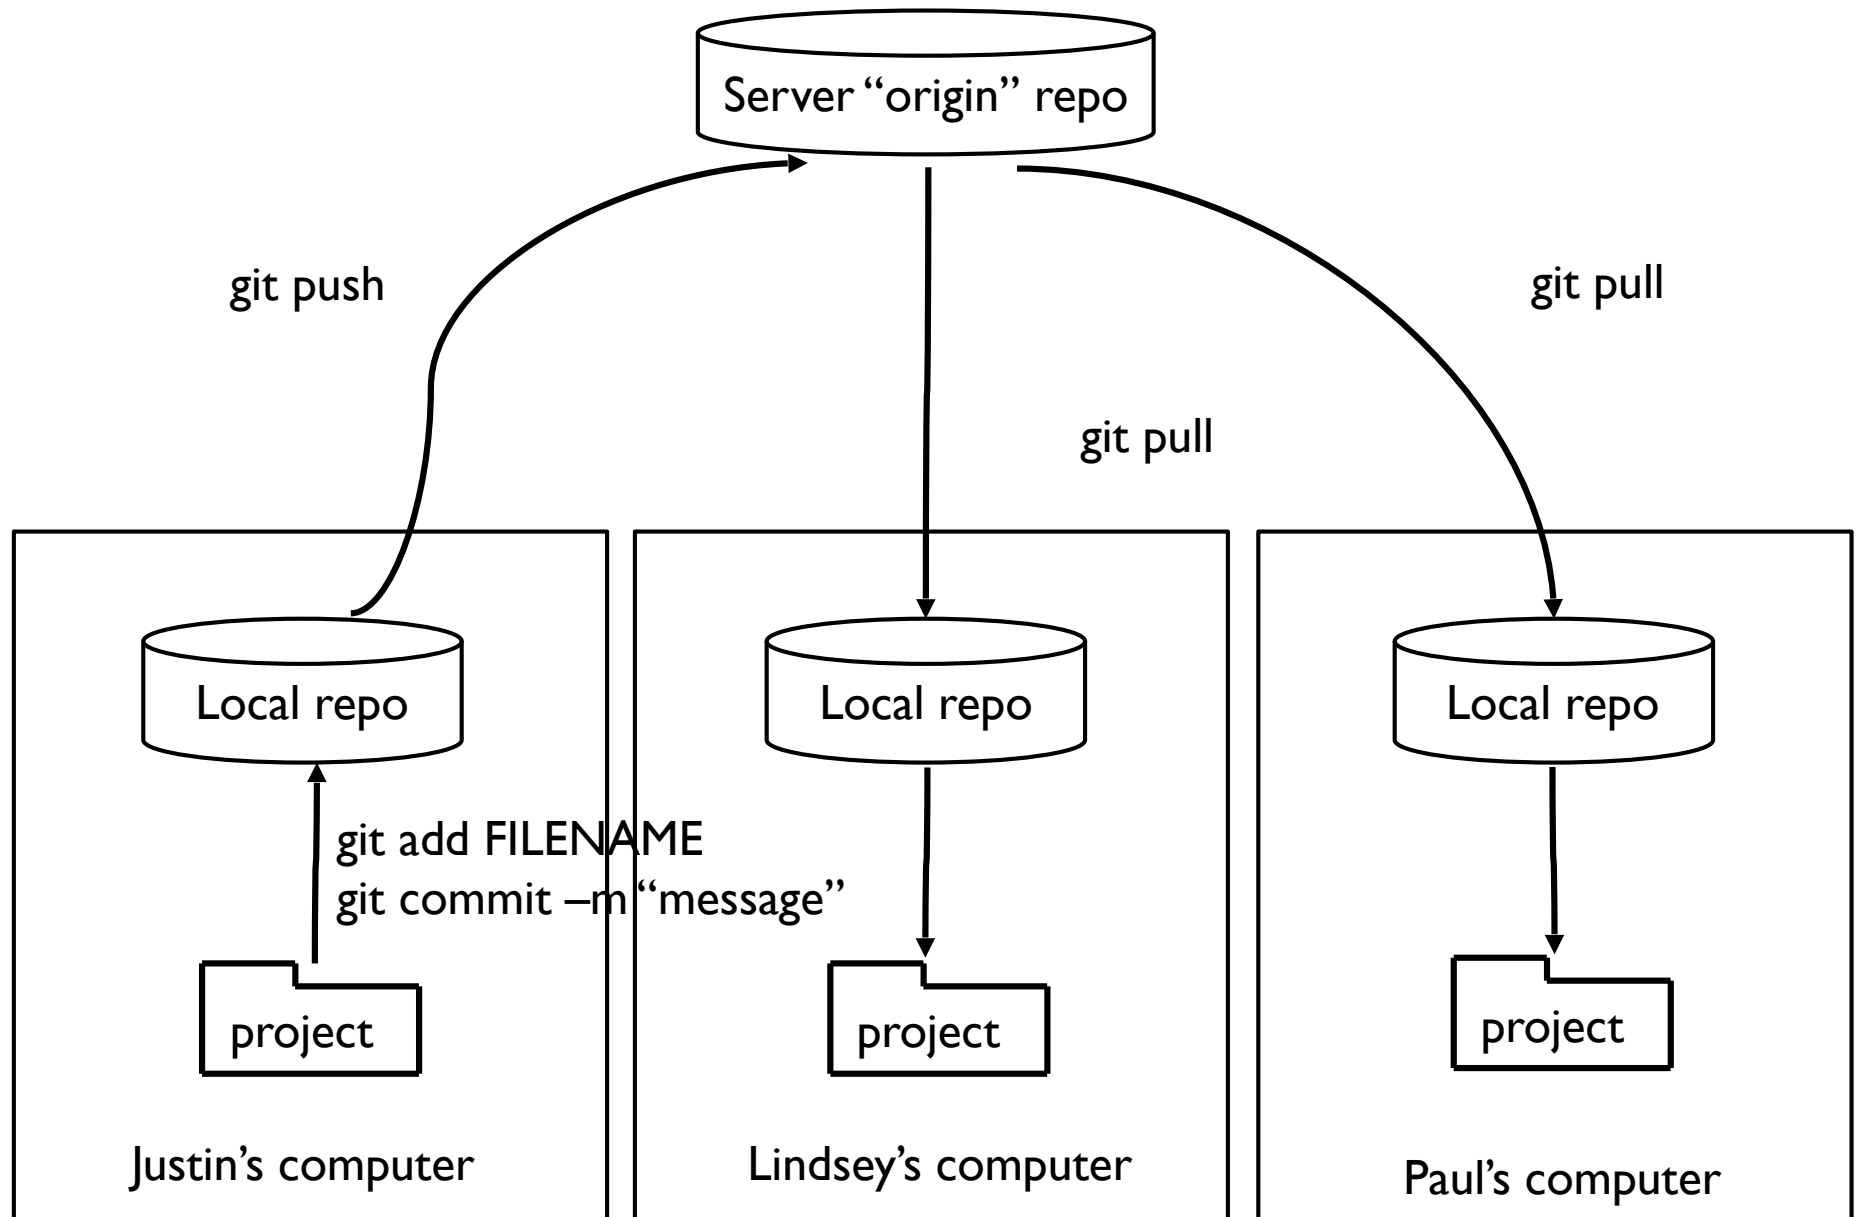 Server “origin” repo
git push
git pull
git pull
Local repo
Local repo
Local repo
git add FILENAME
git commit –m “message”
project
project
project
Justin’s computer
Lindsey’s computer
Paul’s computer